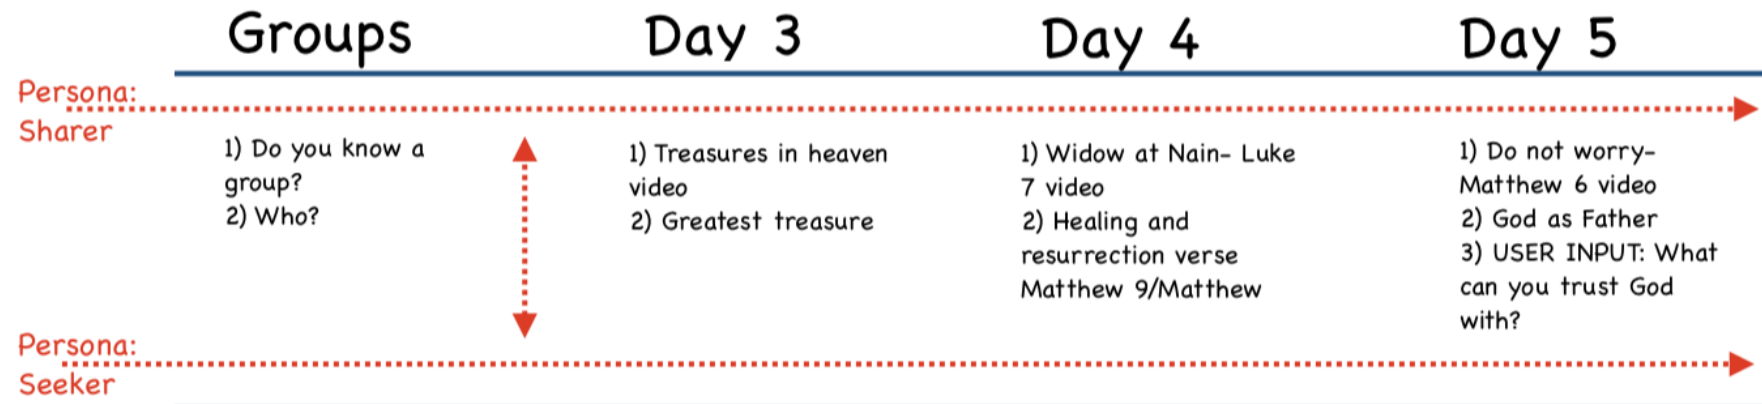 Groups
Day 3
Day 4
Day 5
Persona:
Sharer
1) Do you know a
group?
2) Who?
1) Treasures in heaven
video
2) Greatest treasure
1) Widow at Nain- Luke
7 video
2) Healing and
resurrection verse
Matthew 9/Matthew
1) Do not worry-
Matthew 6 video
2) God as Father
3) USER INPUT: What
can you trust God
with?
Persona:
Seeker